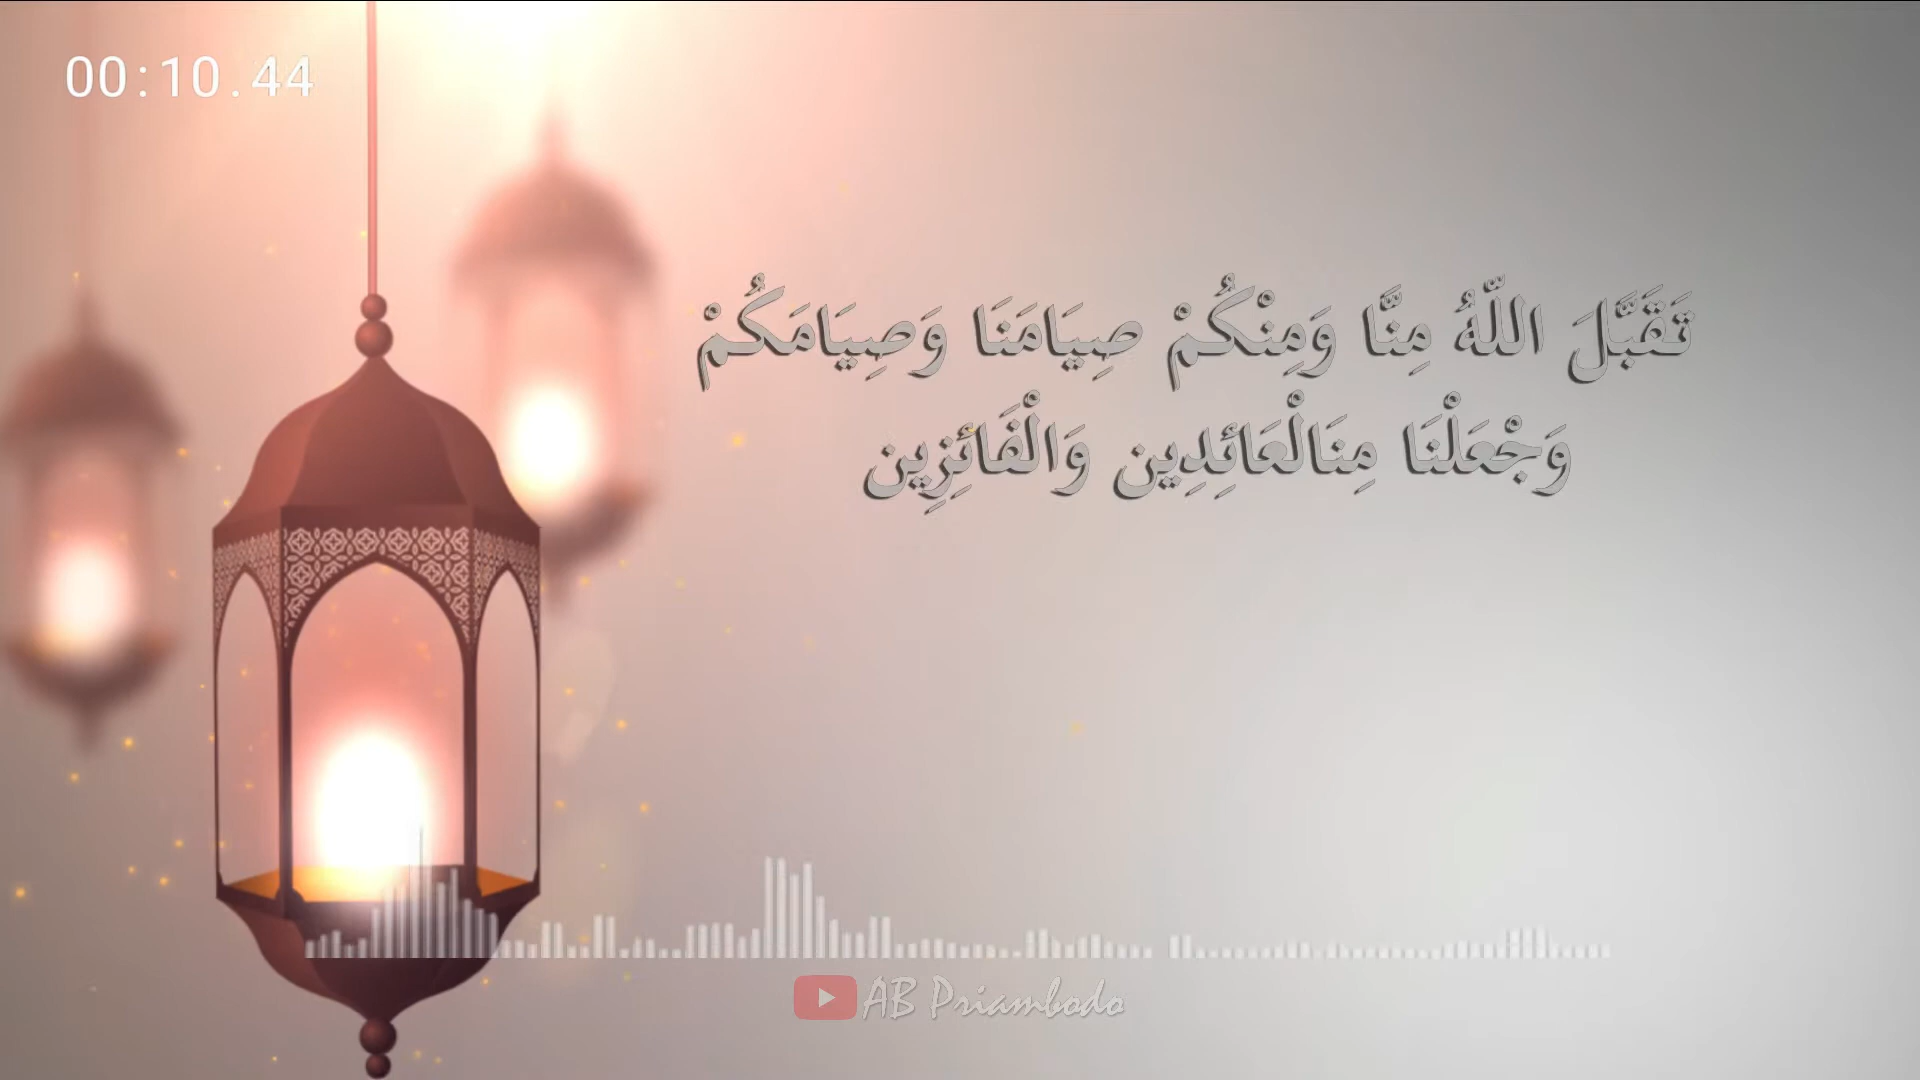 00:10.44
تَقَبَّلَ اللّهُ مِنَّا وَمِنْكُمْ صِيَامَنَا وَصِيَامَكُمْ
وَجْعَلْنَا مِنَالْعَائِدِين وَالْفَائِزِين
AB Priambodo